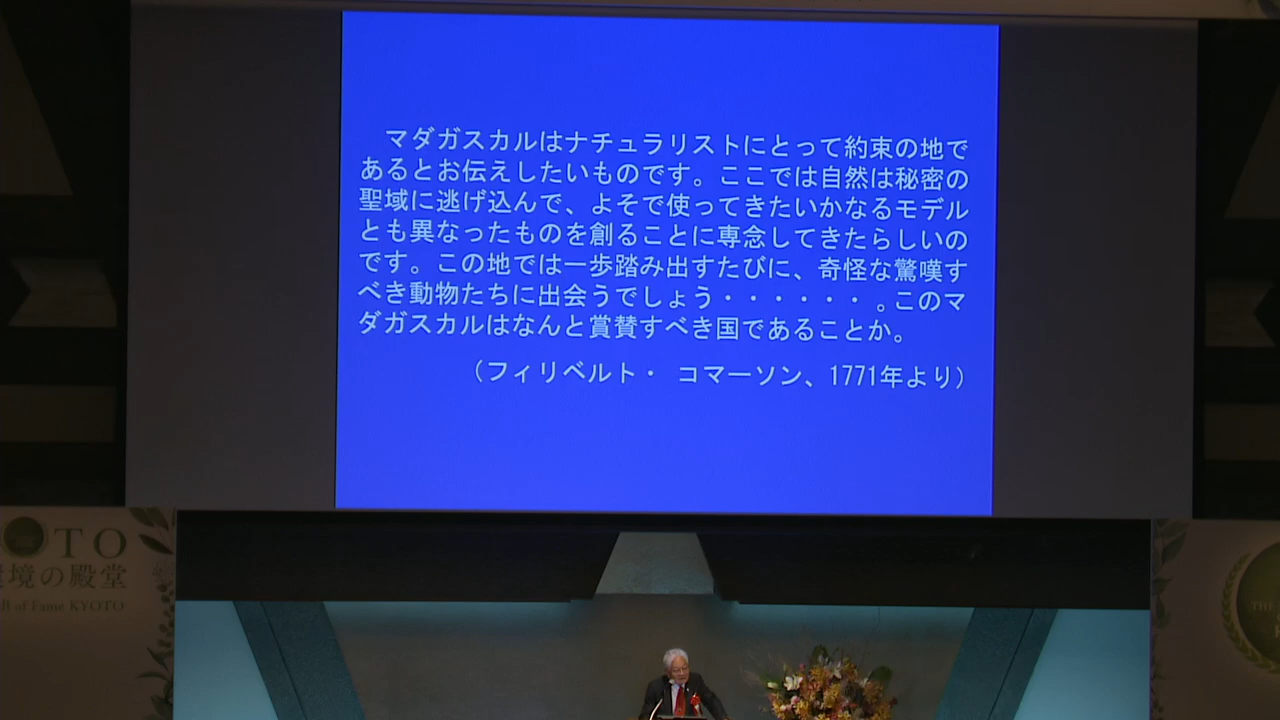 マダガスカルはナチュラリストにとって約束の地で
あるとお伝えしたいものです。ここでは自然は秘密の
聖域に逃げ込んで、よそで使ってきたいかなるモデル
とも異なったものを創ることに専念してきたらしいの
です。この地では一歩踏み出すたびに、奇怪な驚嘆す
べき動物たちに出会うでしょう・・・・・・。このマ
ダガスカルはなんと賞賛すべき国であることか。
（フィリベルト・ コマーソン、1771年より）
OTO
境の殿堂
of Fame KYOTO
THE